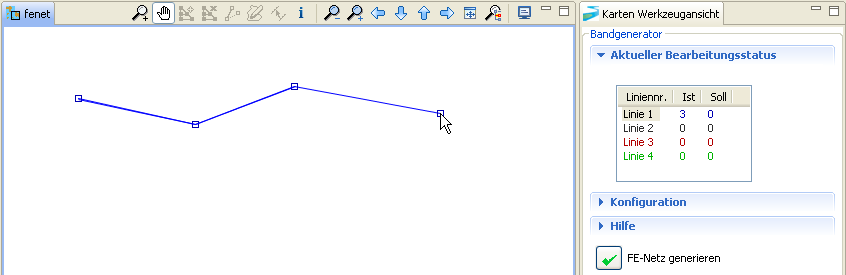 fenet
Karten Werkzeugansicht
Bandgenerator
Aktueller Bearbeitungsstatus
Liniennr. Ist Soll
Linie 1 3 0
Linie 2 0 0
Linie 3 0 0
Linie 4 0 0
Konfiguration
Hilfe
FE-Netz generieren